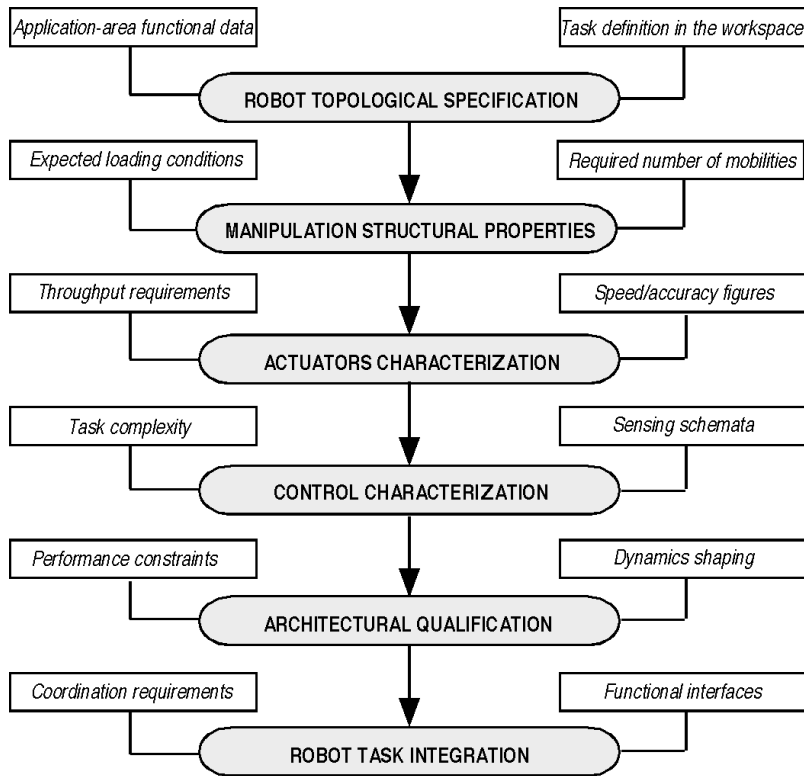 Application-area functional data
Task definition in the workspace
ROBOT TOPOLOGICAL SPECIFICATION
Expected loading conditions
Required number of mobilities
MANIPULATION STRUCTURAL PROPERTIES
Throughput requirements
Speed/accuracy figures
ACTUATORS CHARACTERIZATION
Task complexity
Sensing schemata
CONTROL CHARACTERIZATION
Performance constraints
Dynamics shaping
ARCHITECTURAL QUALIFICATION
Coordination requirements
Functional interfaces
ROBOT TASK INTEGRATION